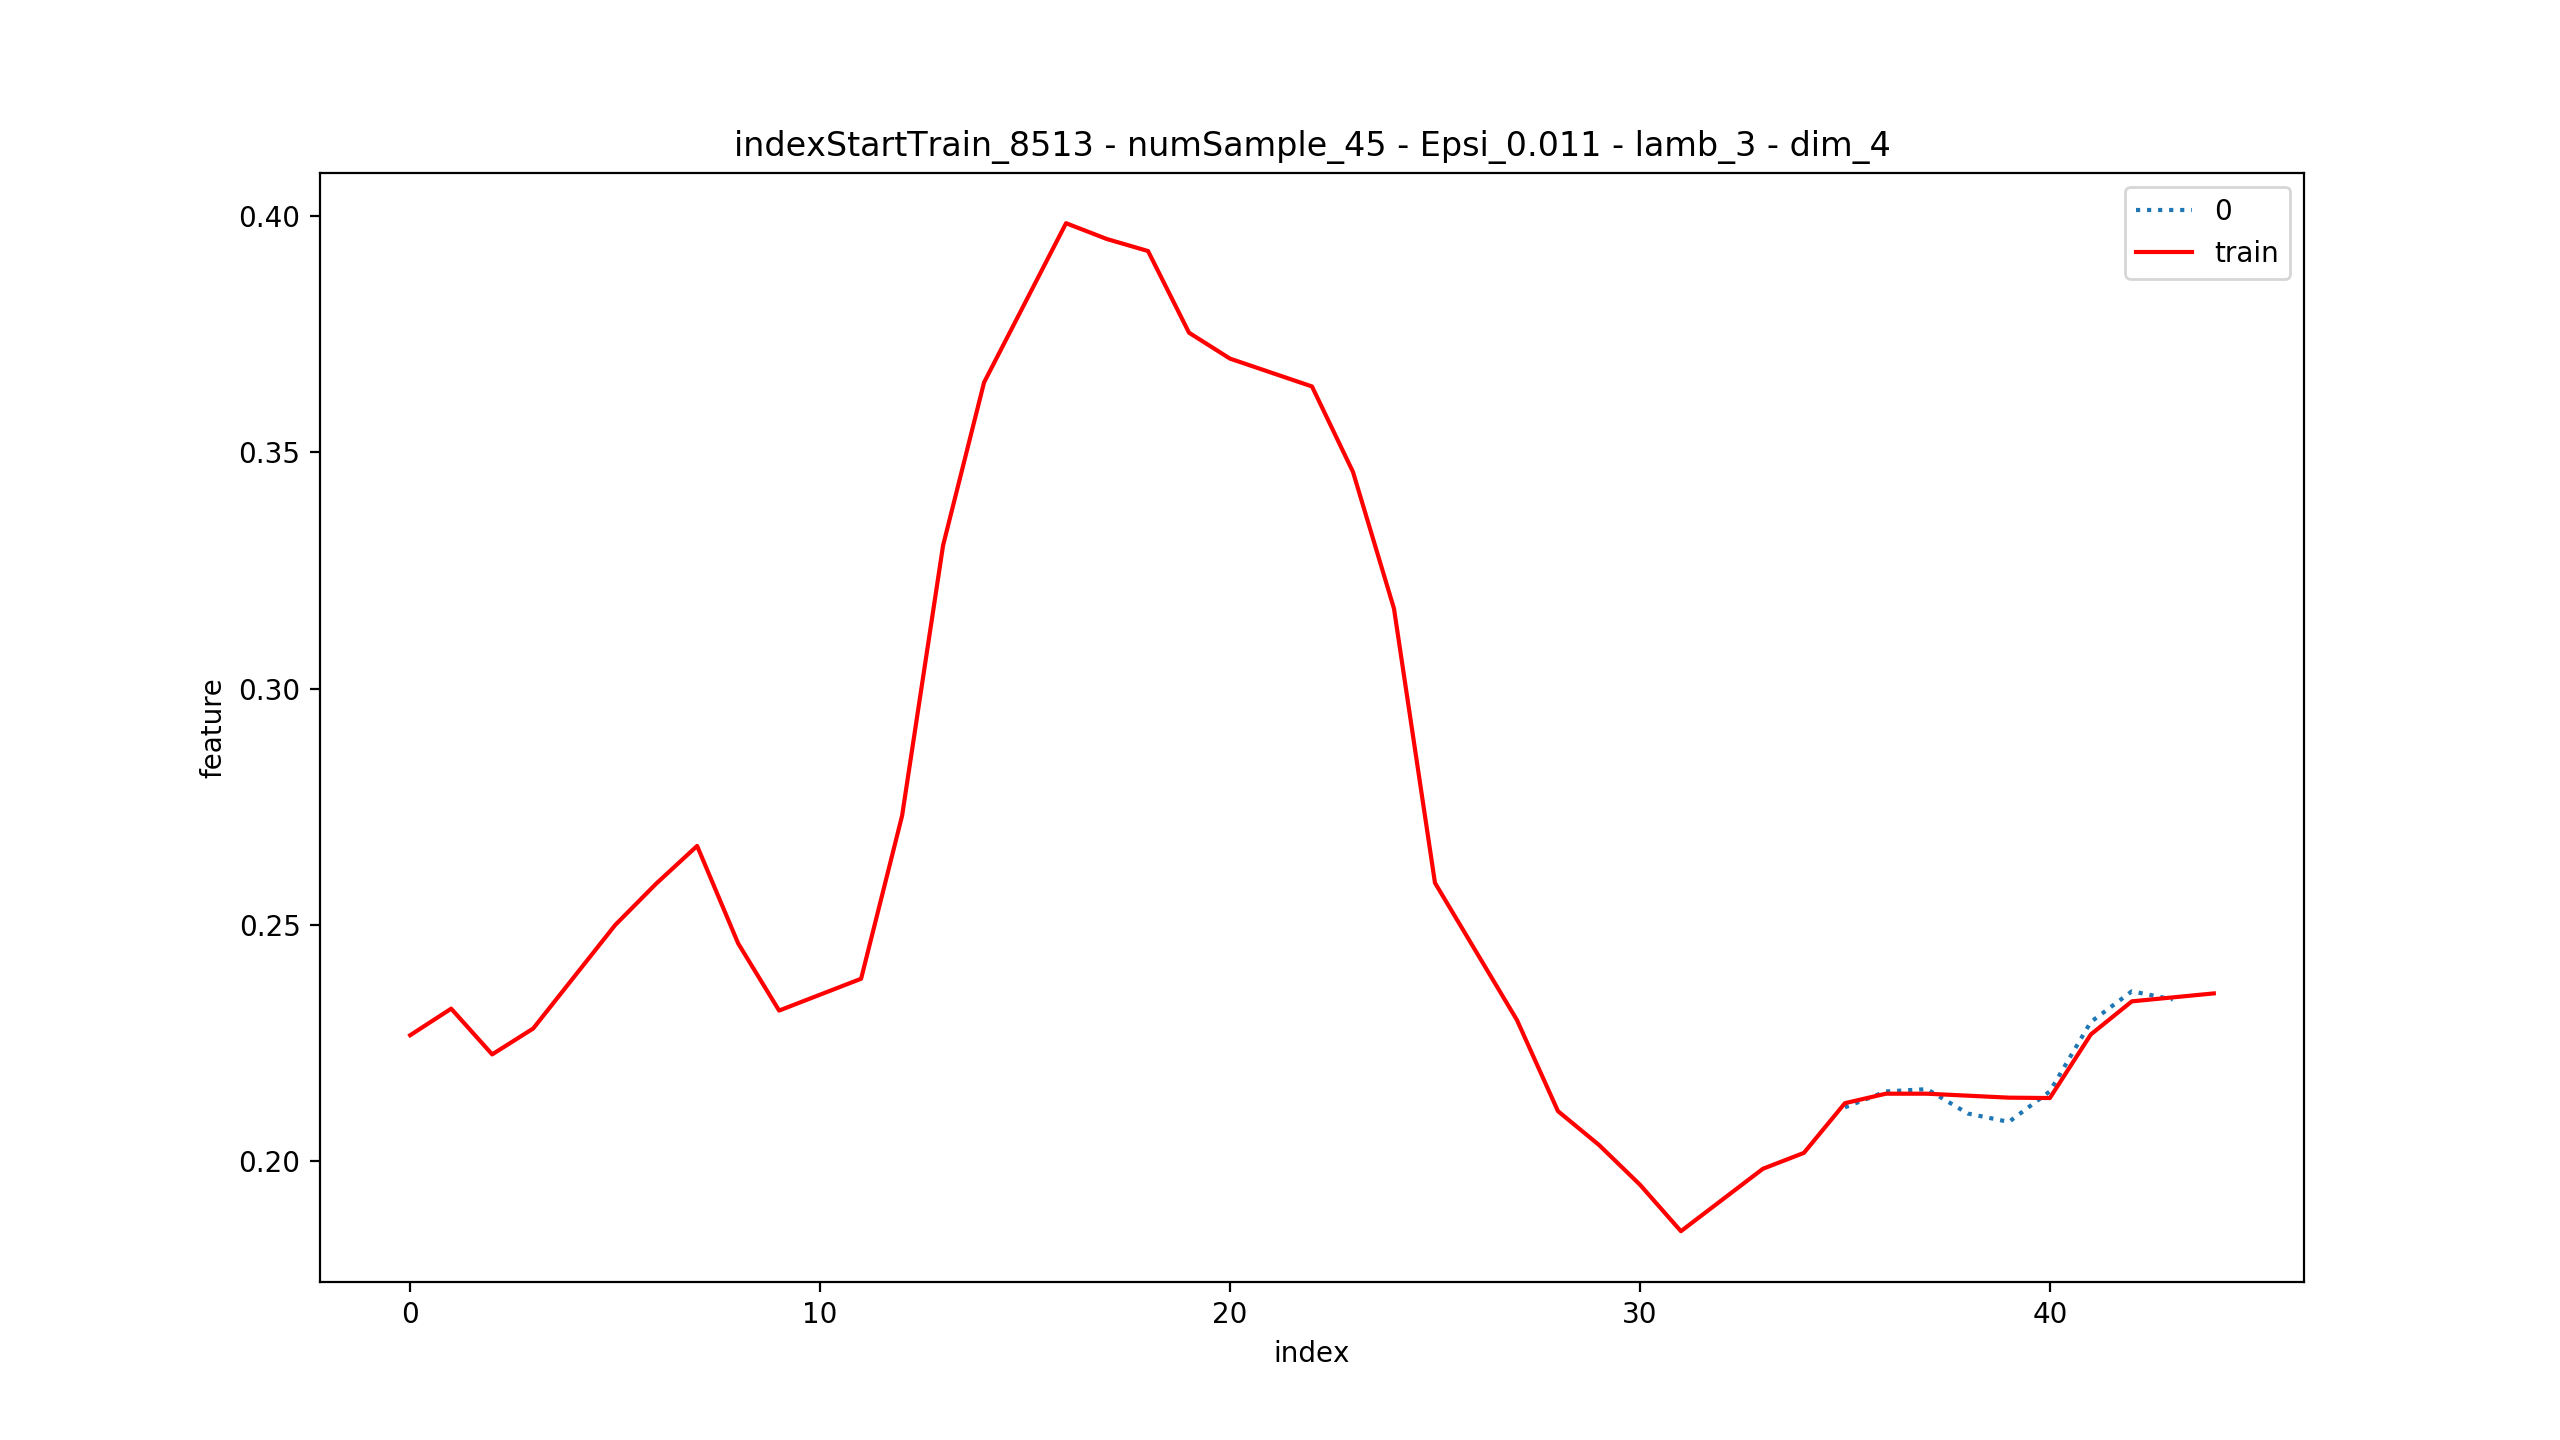 indexStartTrain_8513 - numSample_45 - Epsi_0.011 - lamb_3 - dim_4
0
train
0.40
0.35
0.30
0.25
0.20
feature
0 10 20 30 40
index